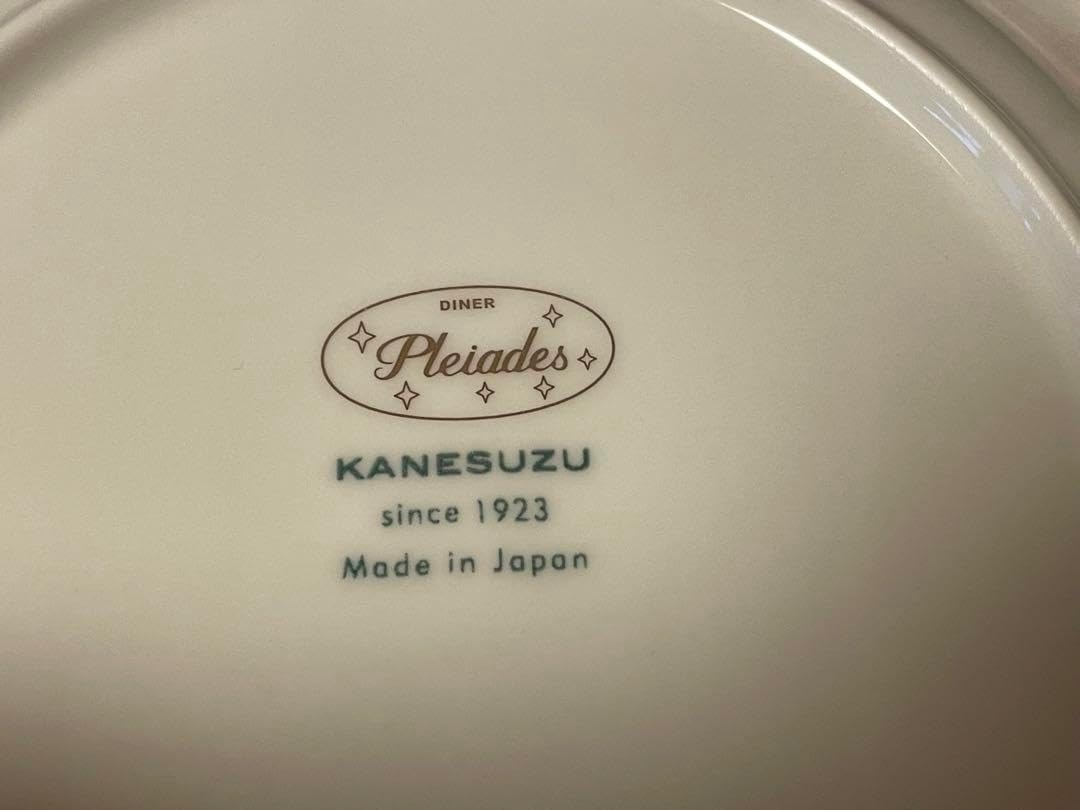 DINER
Pleiades
KANESUZU
since 1923
Made in Japan